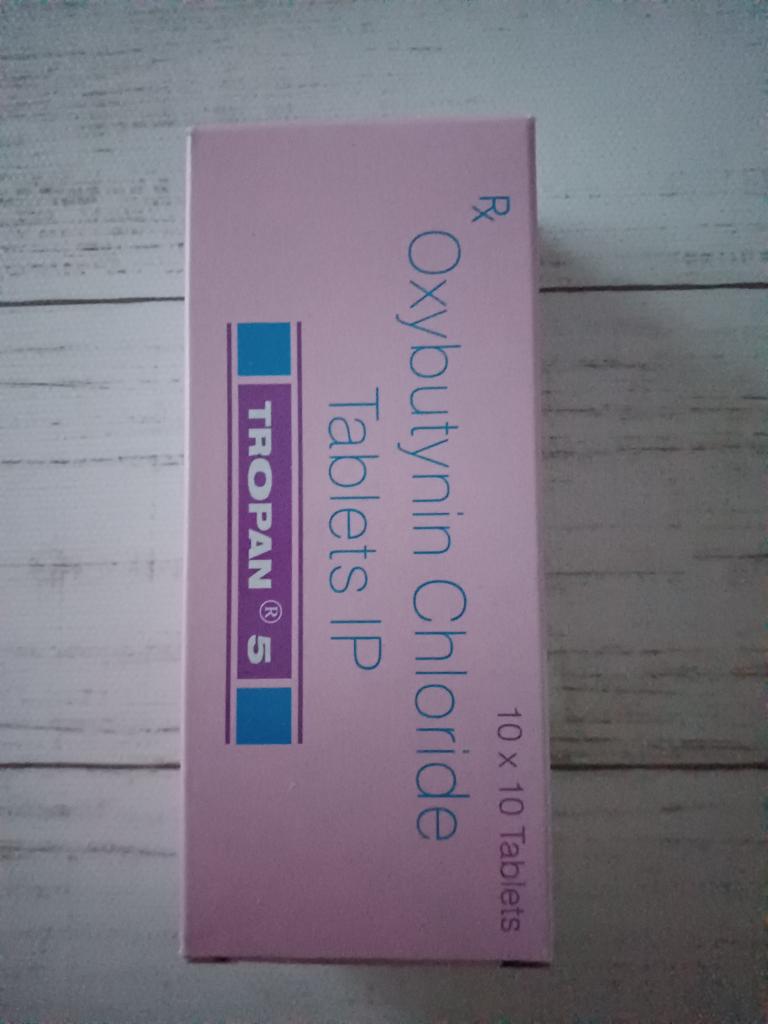 10 x 10 Tablets
Rx
Oxybutynin Chloride
Tablets IP
TROPAN® 5